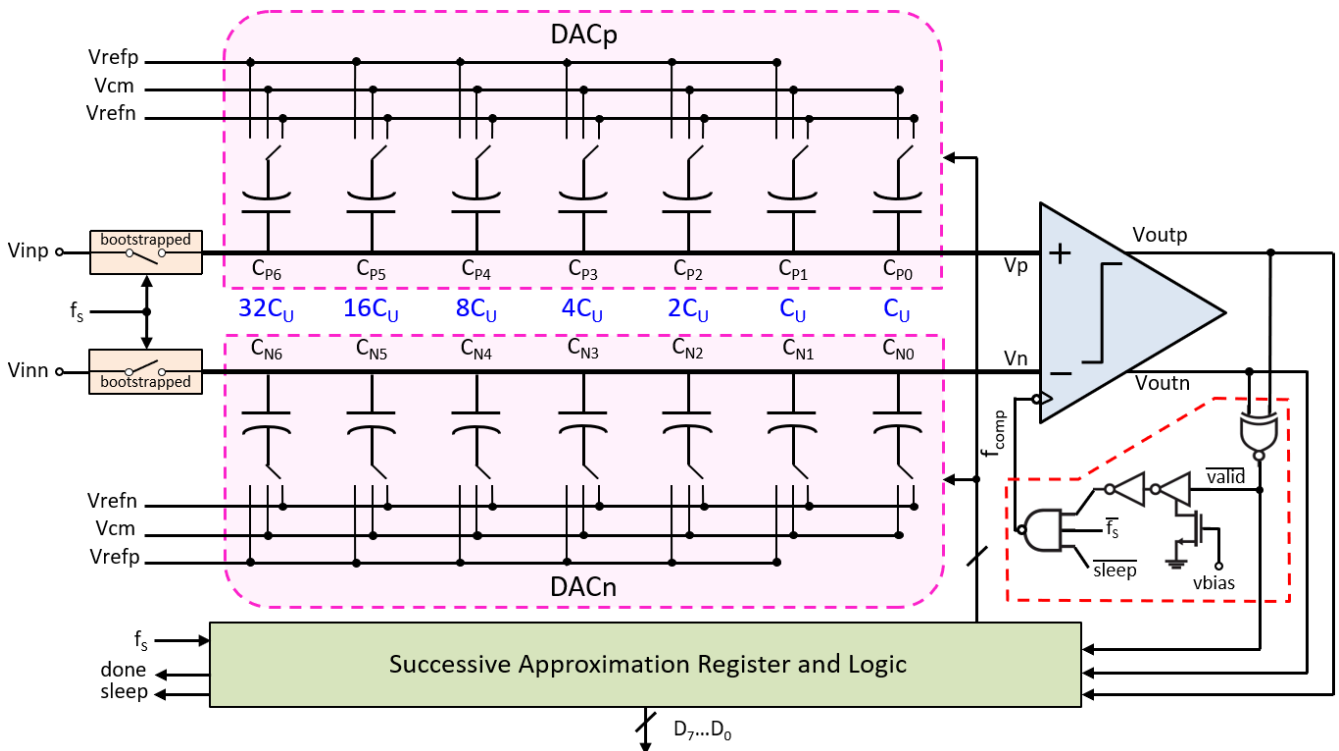 DACp
Vrefp
Vcm
Vrefn
bootstrapped
Vinp
Voutp
Vp
C_P6 C_P5 C_P4 C_P3 C_P2 C_P1 C_P0
f_S
32C_U 16C_U 8C_U 4C_U 2C_U C_U C_U
C_N6 C_N5 C_N4 C_N3 C_N2 C_N1 C_N0
Vn
Vinn
bootstrapped
Voutn
f_comp
valid
Vrefn
Vcm
f_S
Vrefp
sleep
vbias
DACn
f_S
done
sleep
Successive Approximation Register and Logic
D_7...D_0